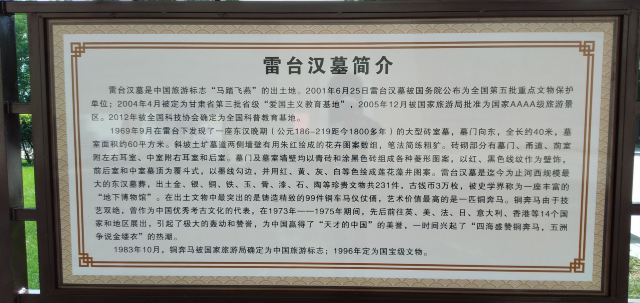 雷台汉墓简介
雷台汉墓是中国旅游标志“马踏飞燕”的出土地。2001年6月25日雷台汉墓被国务院公布为全国第五批重点文物保护
单位；2004年4月被定为甘肃省第三批省级“爱国主义教育基地”，2005年12月被国家旅游局批准为国家AAAA级旅游景
区。2012年被全国科技协会确定为全国科普教育基地。
1969年9月在雷台下发现了一座东汉晚期（公元186—219距今1800多年）的大型砖室墓，墓门向东，全长约40米，墓
室面积约60平方米。斜坡土圹墓道两侧墙壁有用朱红绘成的花卉图案数组，笔法简练粗犷。砖砌部分有墓门、甬道、前室
附左右耳室、中室附右耳室和后室。墓门及墓室墙壁均以青砖和涂黑色砖组成各种菱形图案，以红、黑色线纹作为壁饰，
前后室和中室墓顶为覆斗式，以墨线勾边，并用红、黄、灰、白等色绘成莲花藻井图案。雷台汉墓是迄今为止河西规模最
大的东汉墓葬，出土金、银、铜、铁、玉、骨、漆、石、陶等珍贵文物共231件，古钱币3万枚，被史学界称为一座丰富的
“地下博物馆”。在出土文物中最突出的是铸造精致的99件铜车马仪仗俑，艺术价值最高的是一匹铜奔马。铜奔马由于技
艺双绝，曾作为中国优秀考古文化的代表，在1973年——1975年期间，先后前往英、美、法、日、意大利、香港等14个国
家和地区展出，引起了极大的轰动和赞誉，为中国赢得了“天才的中国”的美誉，一时间兴起了“四海盛赞铜奔马，五洲
争说金缕衣”的热潮。
1983年10月，铜奔马被国家旅游局确定为中国旅游标志；1996年定为国宝级文物。